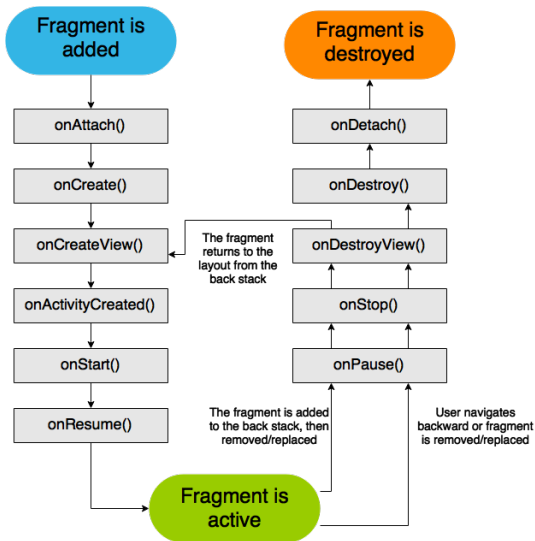 Fragment is
added
onAttach()
onCreate()
onCreateView()
onActivityCreated()
onStart()
onResume()
Fragment is
active
The fragment is added
to the back stack, then
removed/replaced
User navigates
backward or fragment
is removed/replaced
onPause()
onStop()
onDestroyView()
The fragment
returns to the
layout from the
back stack
onDestroy()
onDetach()
Fragment is
destroyed